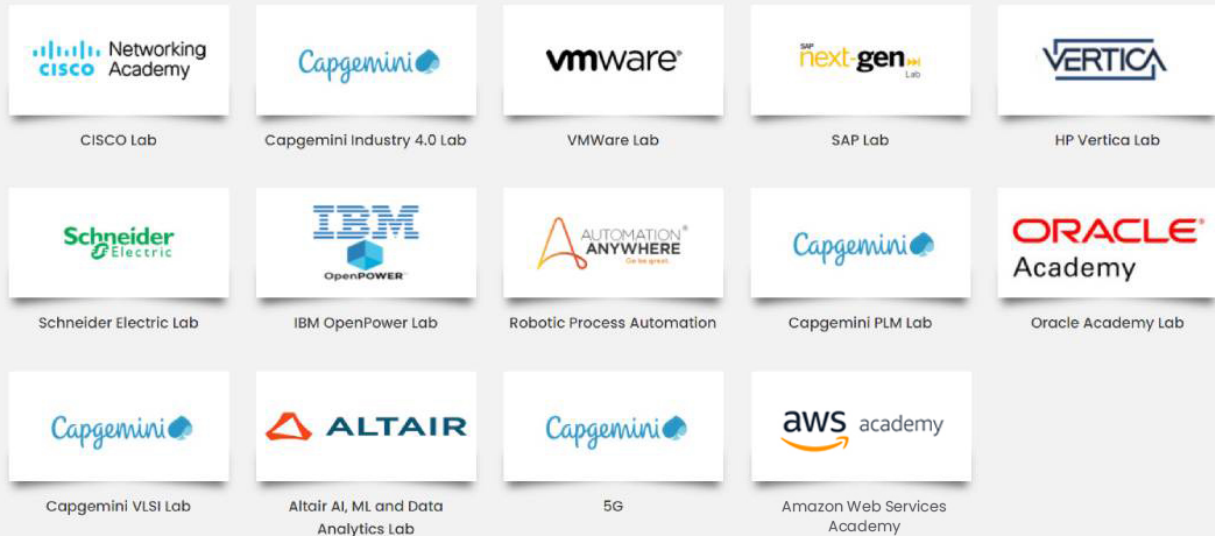 CISCO Networking Academy
Capgemini
vmware®
SAP next-gen Lab
VERTICA
CISCO Lab
Capgemini Industry 4.0 Lab
VMWare Lab
SAP Lab
HP Vertica Lab
Schneider Electric
IBM OpenPOWER™
AUTOMATION ANYWHERE® Go be great.
Capgemini
ORACLE® Academy
Schneider Electric Lab
IBM OpenPower Lab
Robotic Process Automation
Capgemini PLM Lab
Oracle Academy Lab
Capgemini
ALTAIR
Capgemini
aws academy
Capgemini VLSI Lab
Altair AI, ML and Data
Analytics Lab
5G
Amazon Web Services
Academy